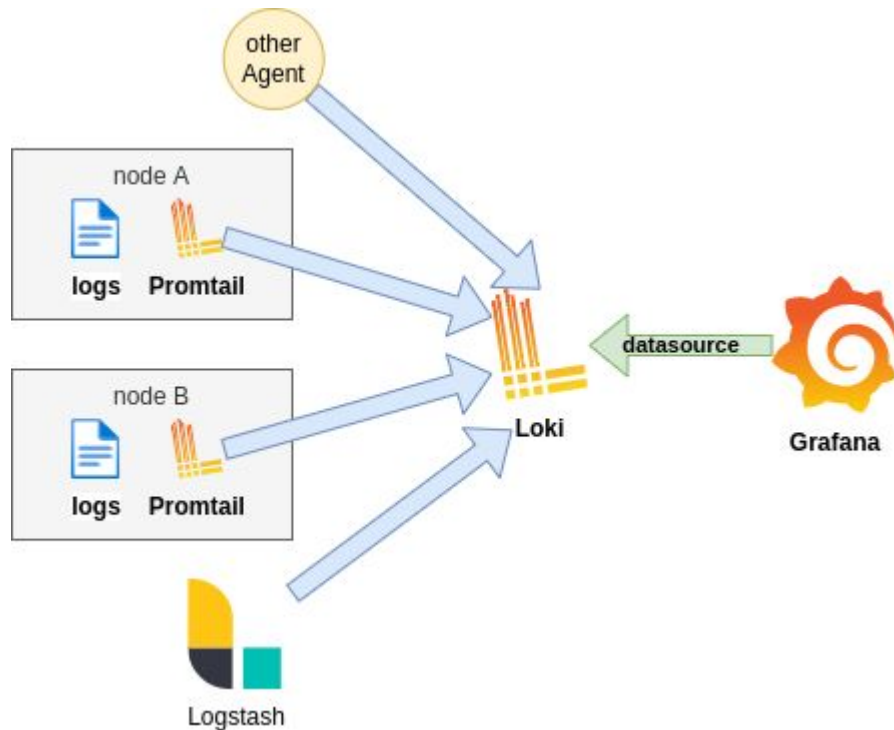 other
Agent
node A
logs
Promtail
node B
logs
Promtail
Loki
datasource
Grafana
Logstash